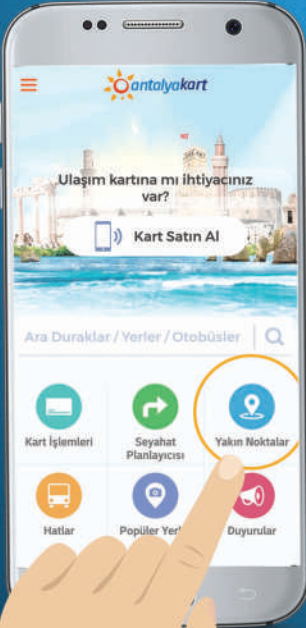 antalyakart
Ulaşım kartına mı ihtiyacınız
var?
Kart Satın Al
Ara Duraklar / Yerler / Otobüsler
Kart İşlemleri
Seyahat
Planlayıcısı
Yakın Noktalar
Hatlar
Popüler
Duyurular